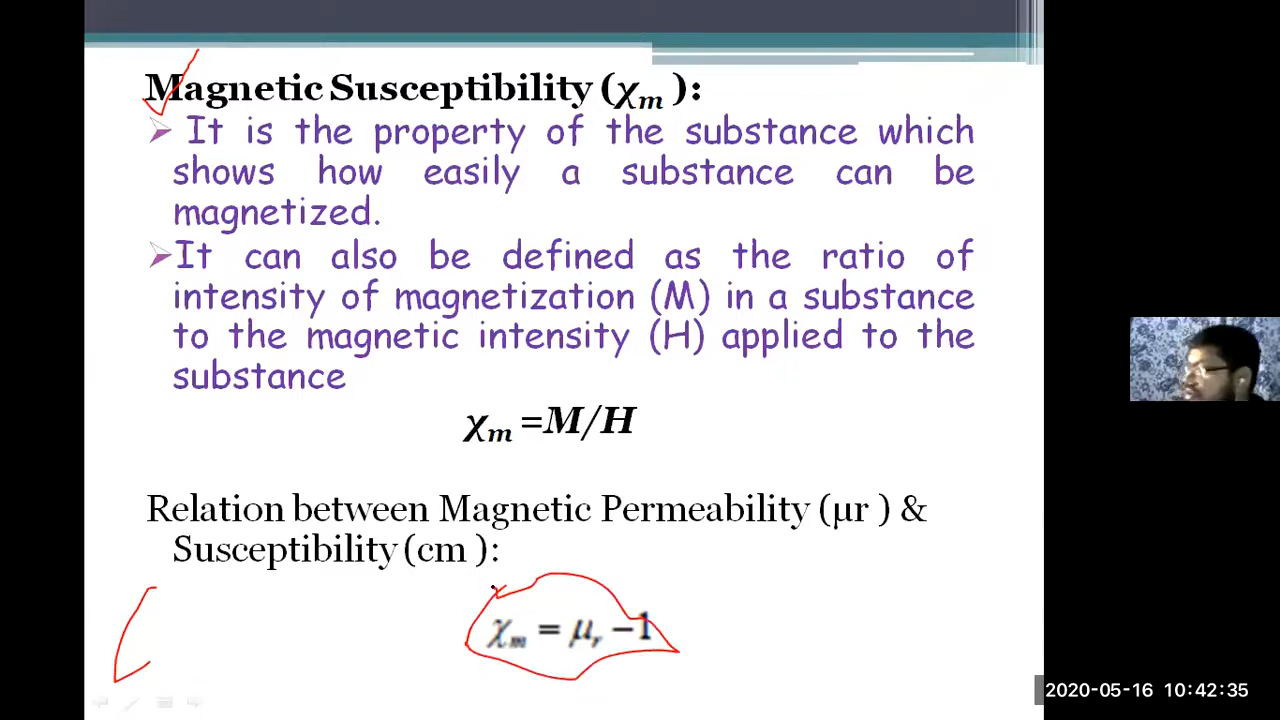 Magnetic Susceptibility (χm ):
It is the property of the substance which
shows how easily a substance can be
magnetized.
It can also be defined as the ratio of
intensity of magnetization (M) in a substance
to the magnetic intensity (H) applied to the
substance
χm =M/H
Relation between Magnetic Permeability (µr ) &
Susceptibility (cm ):
χm = μr −1
2020-05-16 10:42:35